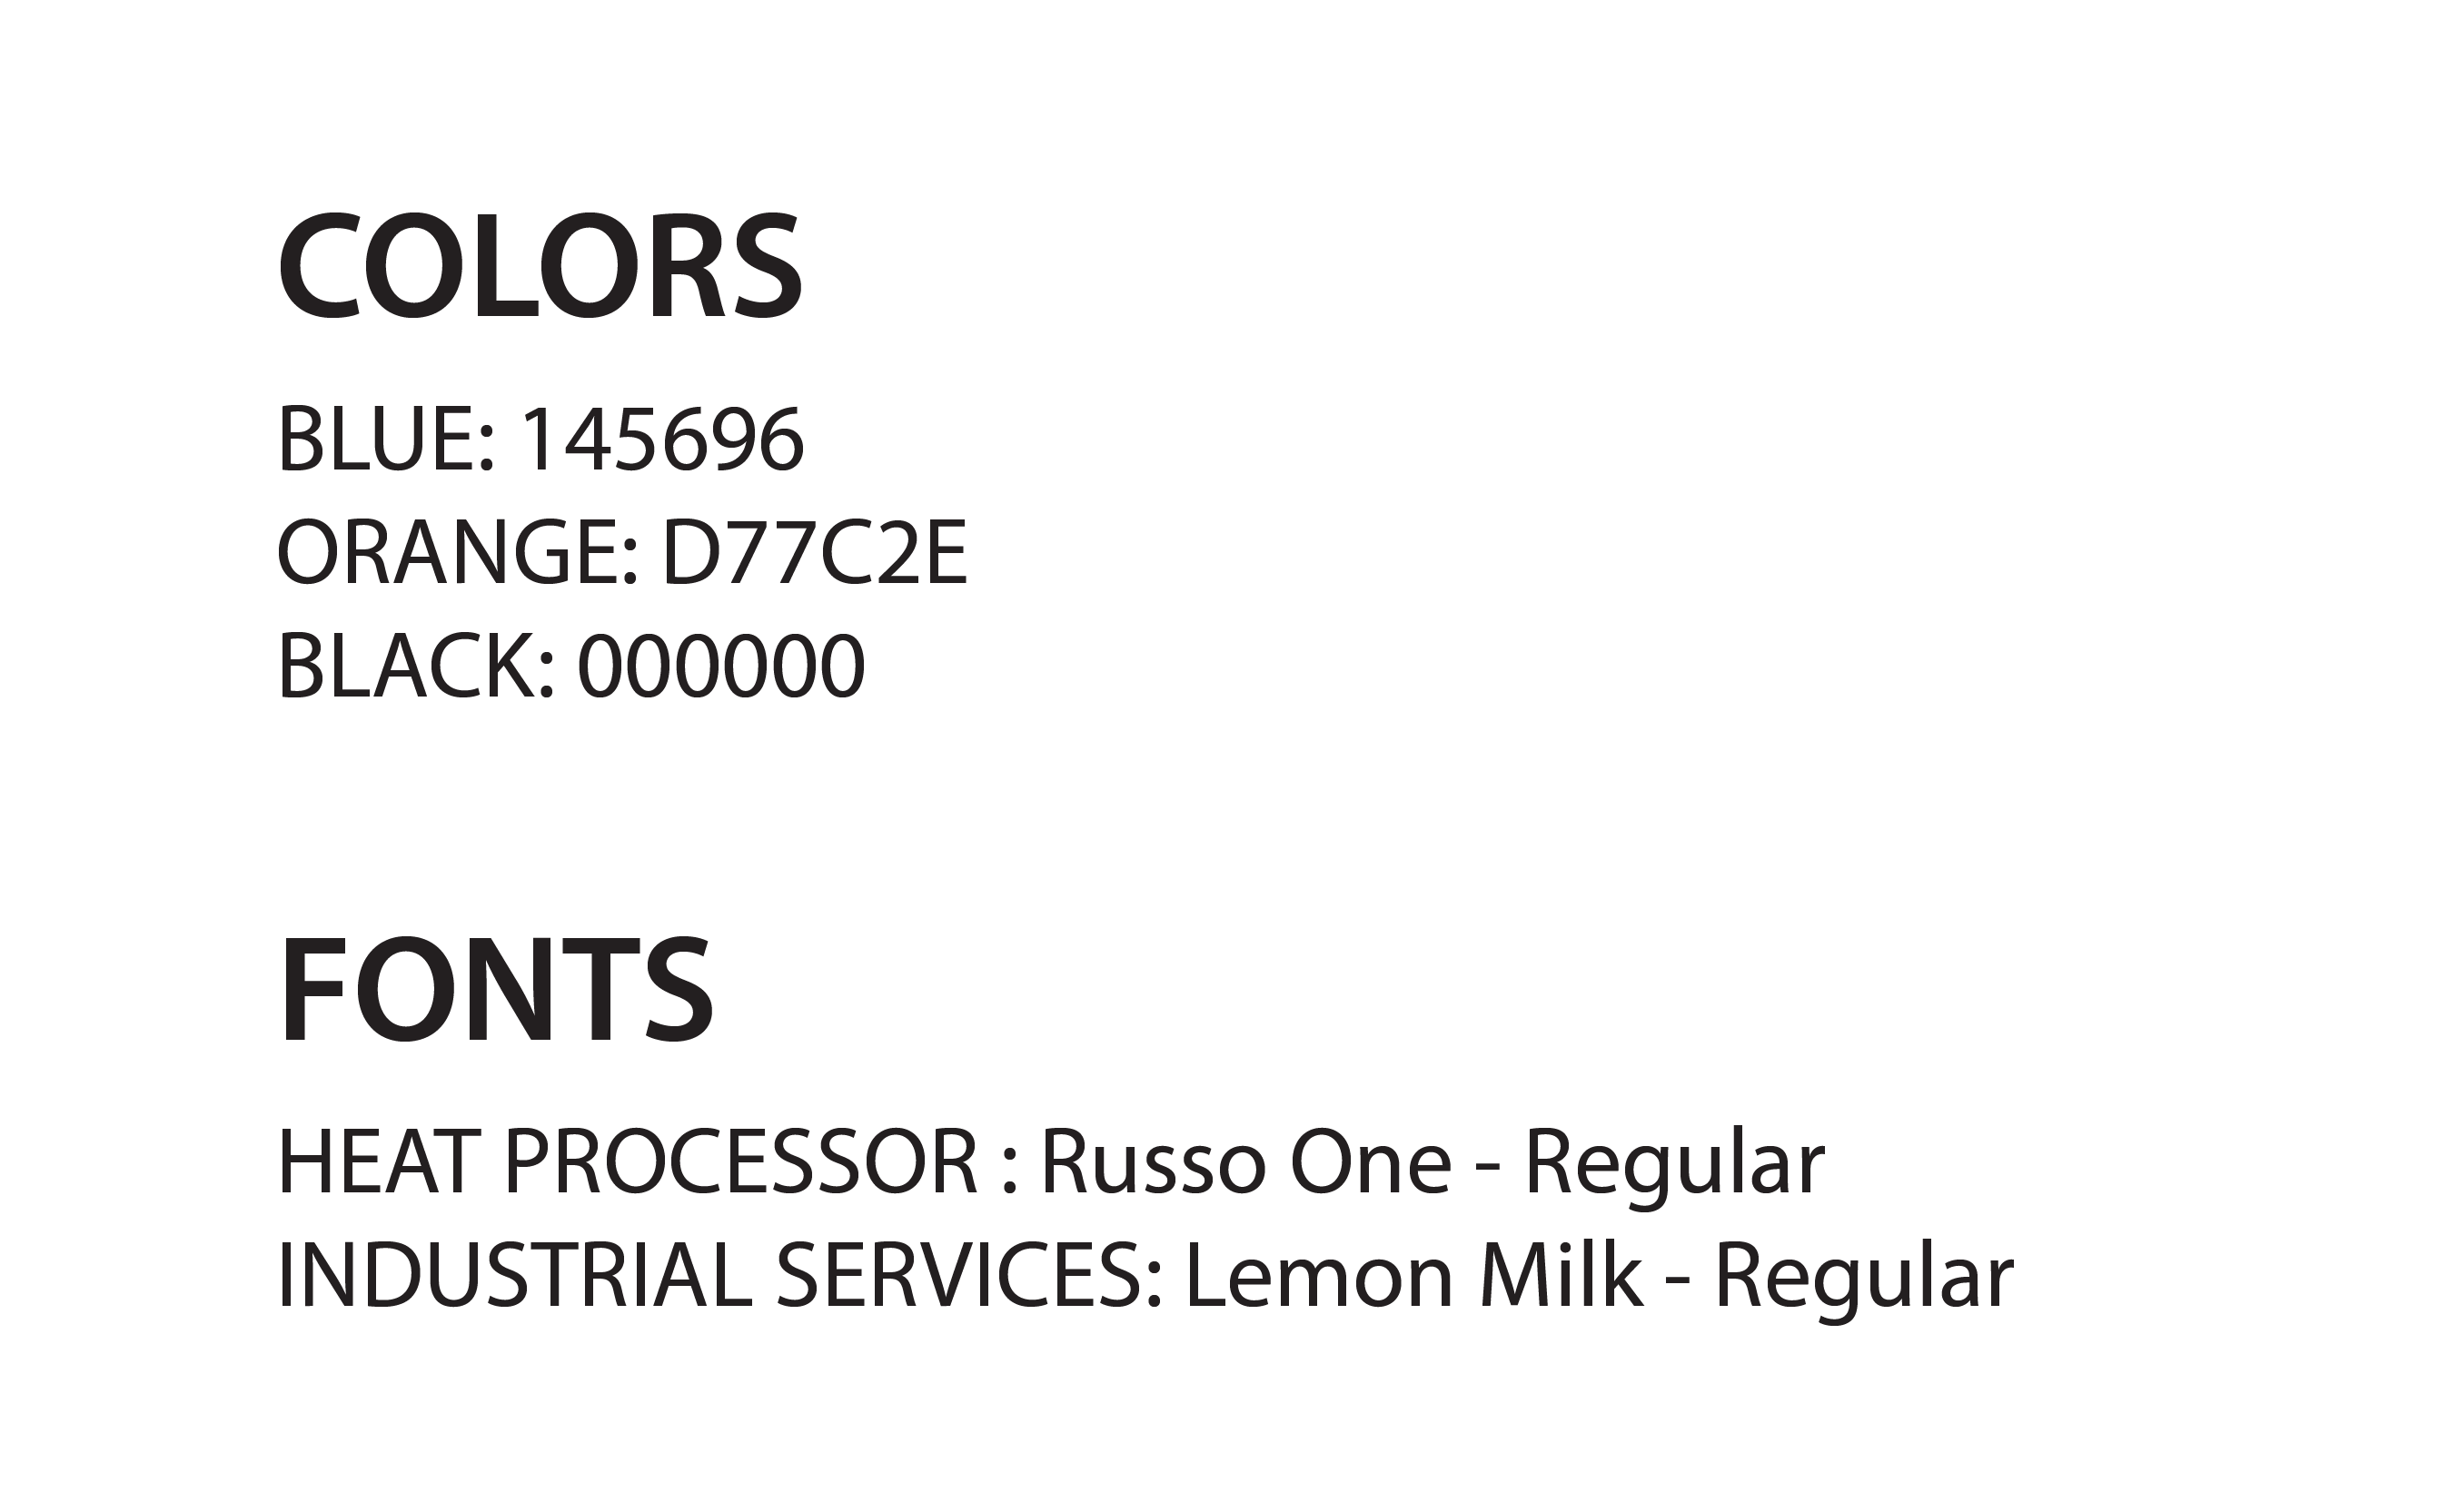 COLORS
BLUE: 145696
ORANGE: D77C2E
BLACK: 000000
FONTS
HEAT PROCESSOR : Russo One - Regular
INDUSTRIAL SERVICES: Lemon Milk - Regular